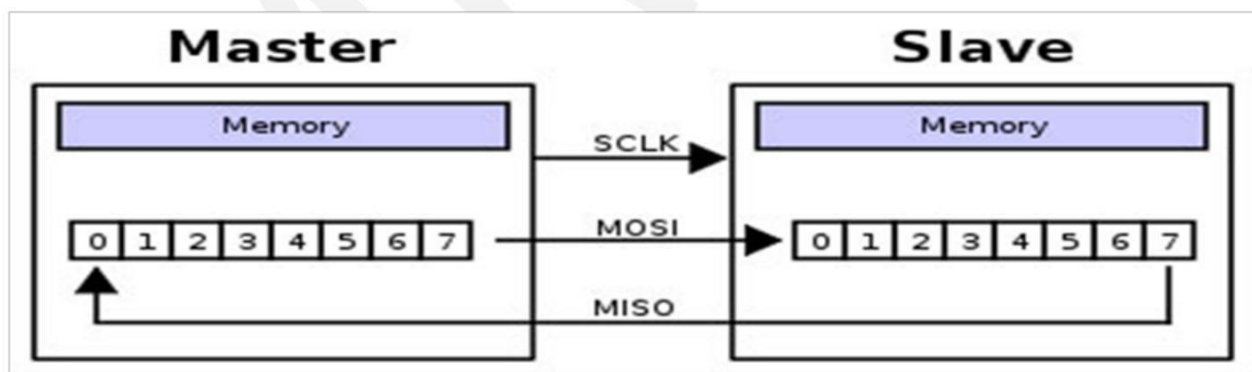 Master Slave
Memory Memory
SCLK
MOSI
0 1 2 3 4 5 6 7 0 1 2 3 4 5 6 7
MISO